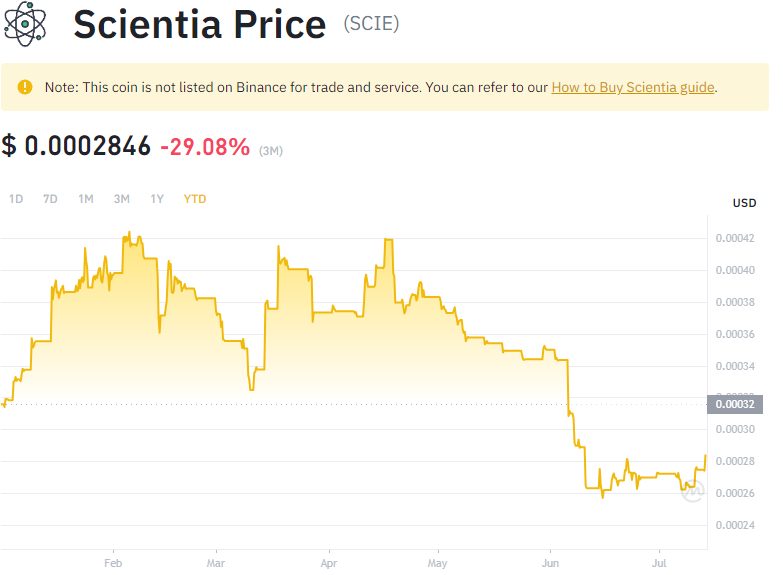 Scientia Price (SCIE)
Note: This coin is not listed on Binance for trade and service. You can refer to our How to Buy Scientia guide.
$ 0.0002846 -29.08% (3M)
1D 7D 1M 3M 1Y YTD
USD
0.00042
0.00040
0.00038
0.00036
0.00034
0.00032
0.00030
0.00028
0.00026
0.00024
Feb Mar Apr May Jun Jul